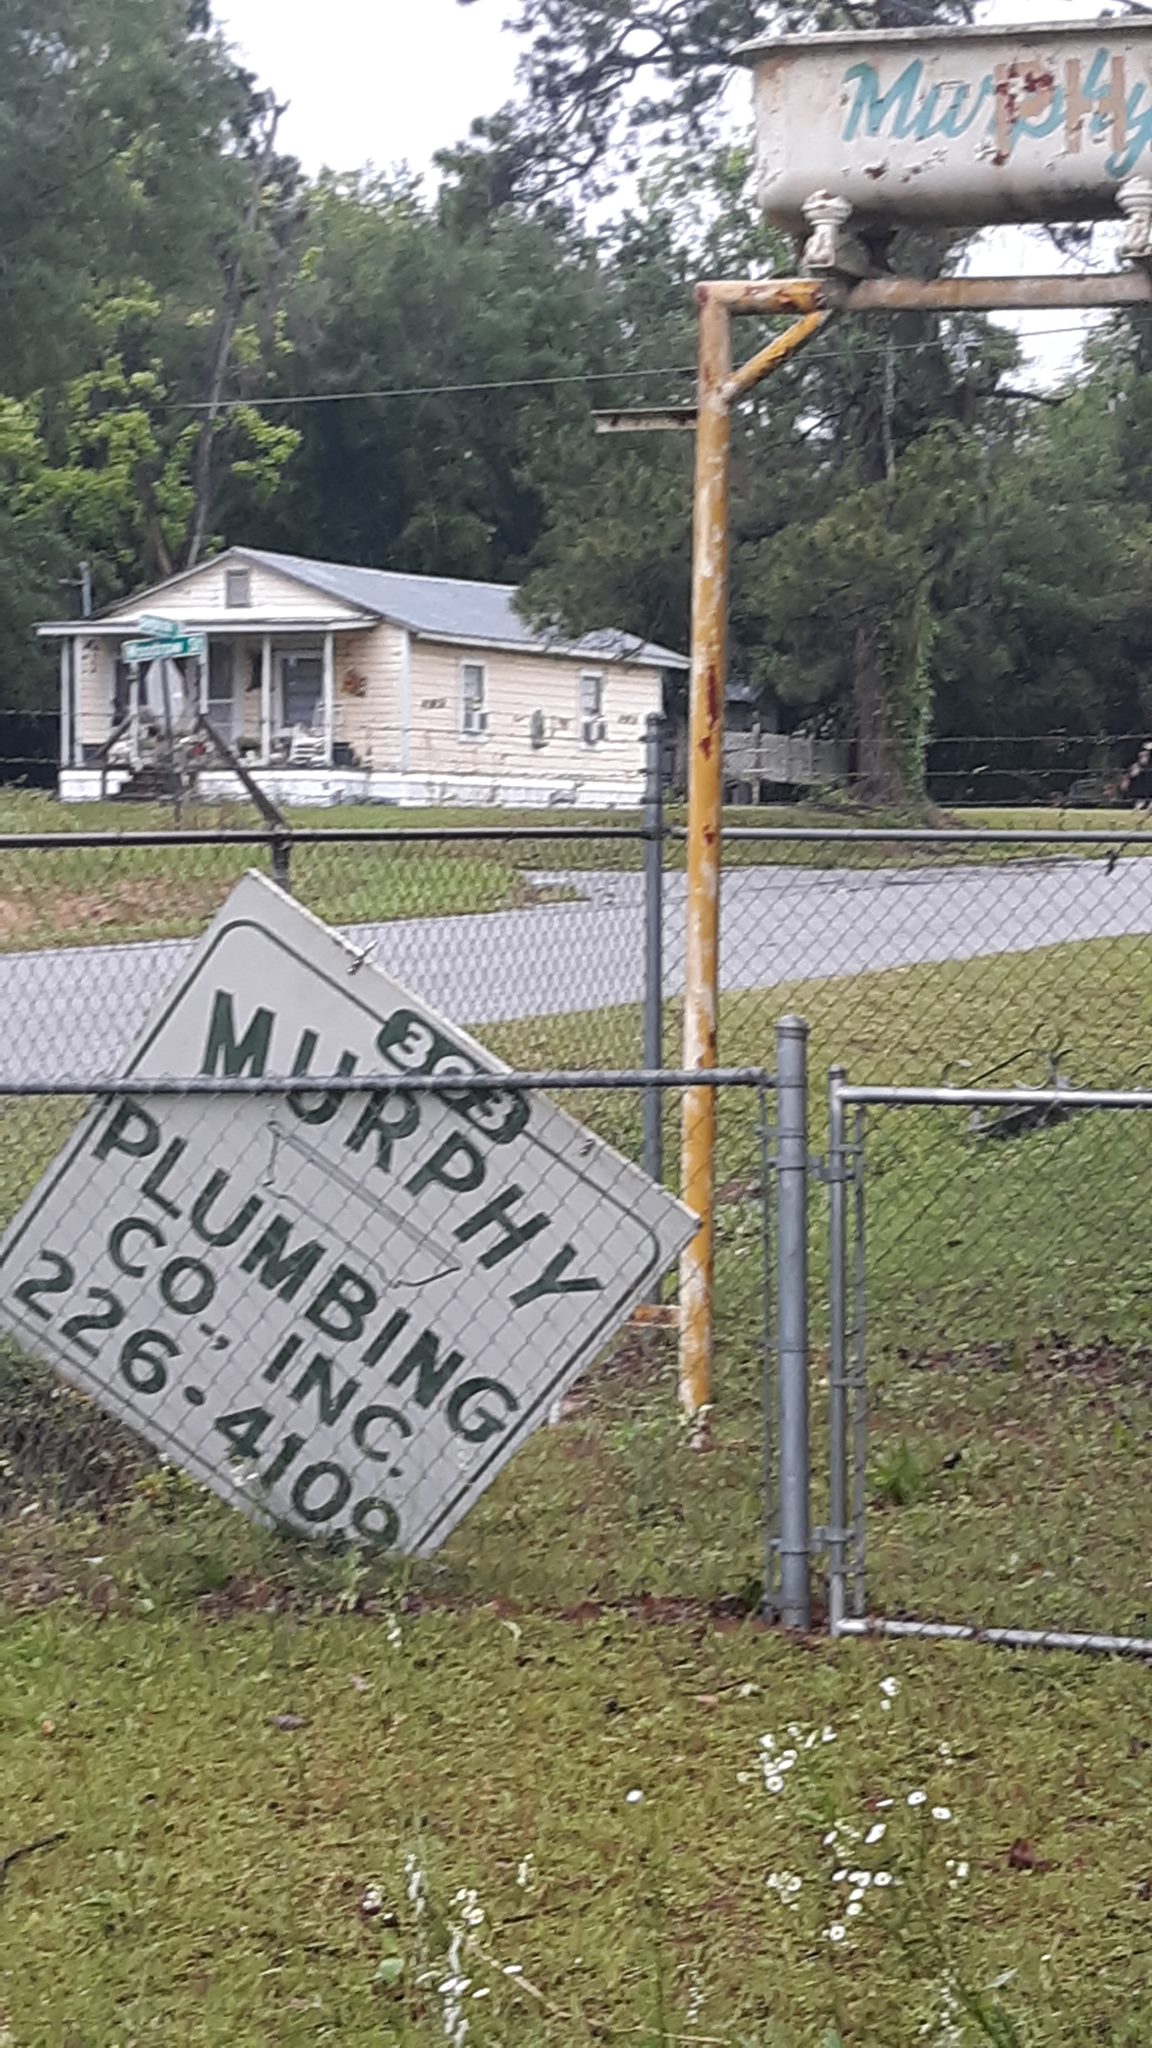 Murphy
303
MURPHY
PLUMBING
CO., INC.
226-4109